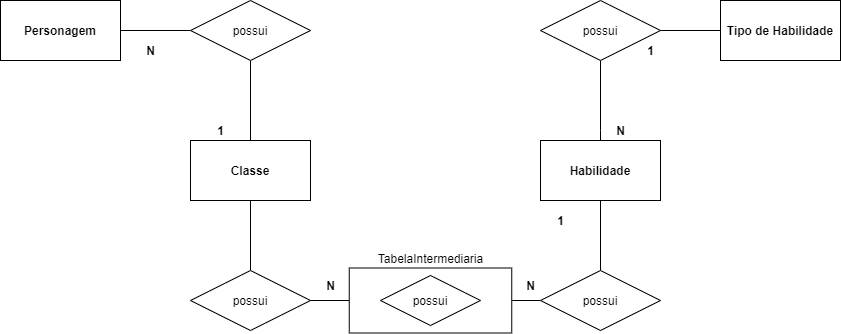 Personagem
possui
possui
Tipo de Habilidade
N
1
1
N
Classe
Habilidade
1
TabelaIntermediaria
N
N
possui
possui
possui